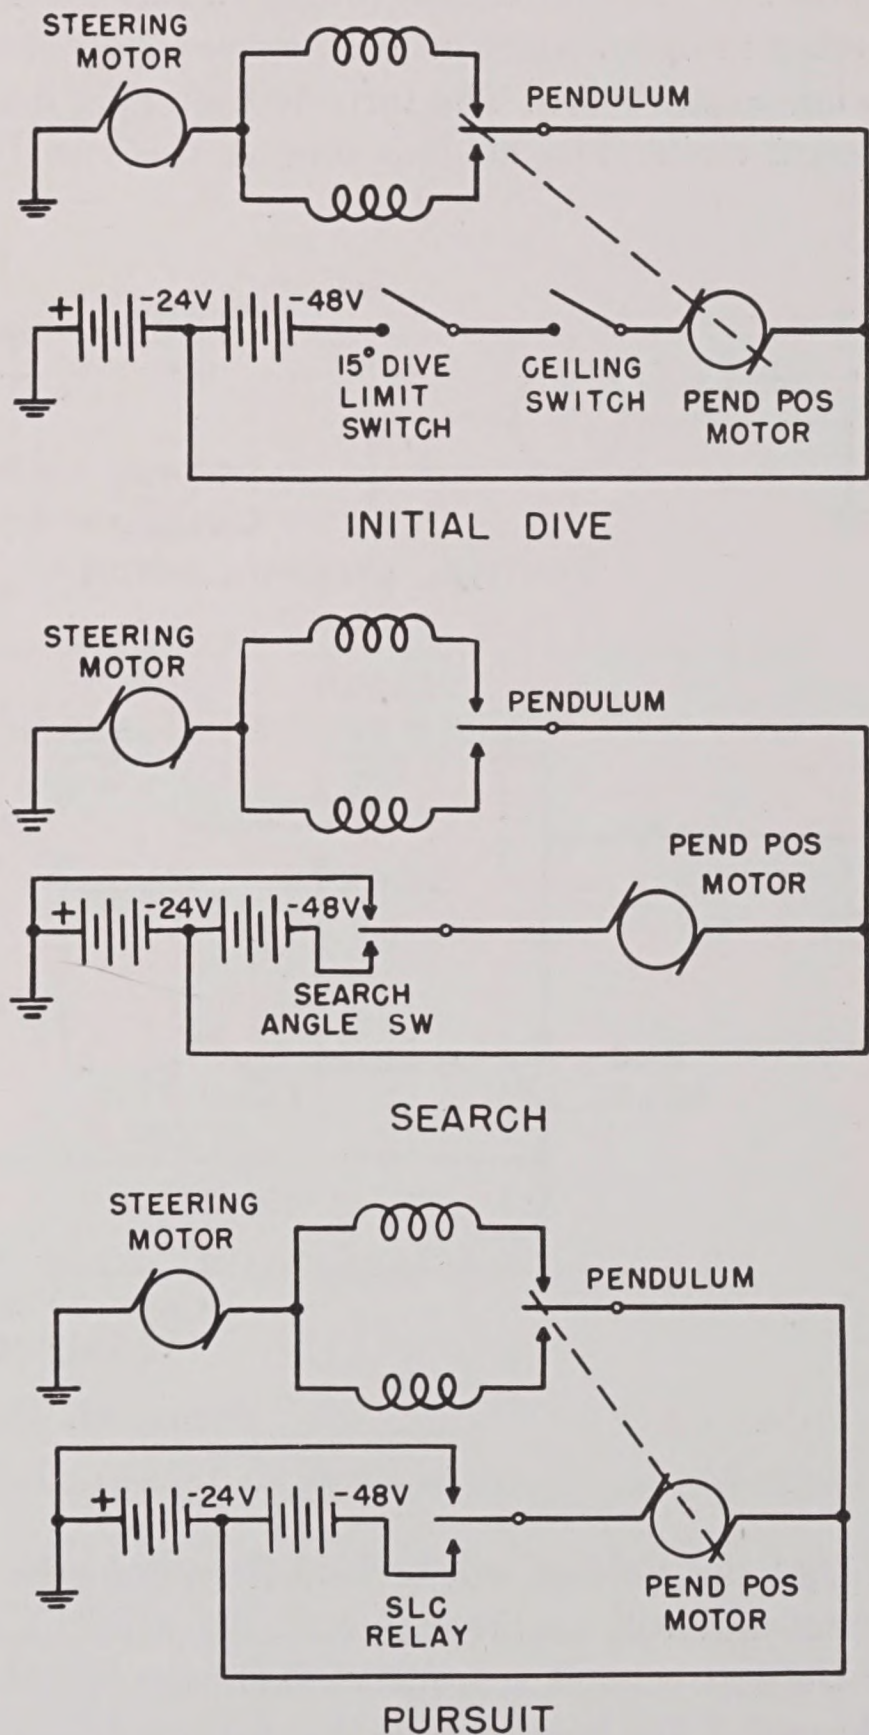 STEERING
MOTOR
PENDULUM
+
-24V
-48V
15° DIVE
LIMIT
SWITCH
CEILING
SWITCH
PEND POS
MOTOR
INITIAL DIVE
STEERING
MOTOR
PENDULUM
PEND POS
MOTOR
+
-24V
-48V
SEARCH
ANGLE SW
SEARCH
STEERING
MOTOR
PENDULUM
+
-24V
-48V
SLC
RELAY
PEND POS
MOTOR
PURSUIT